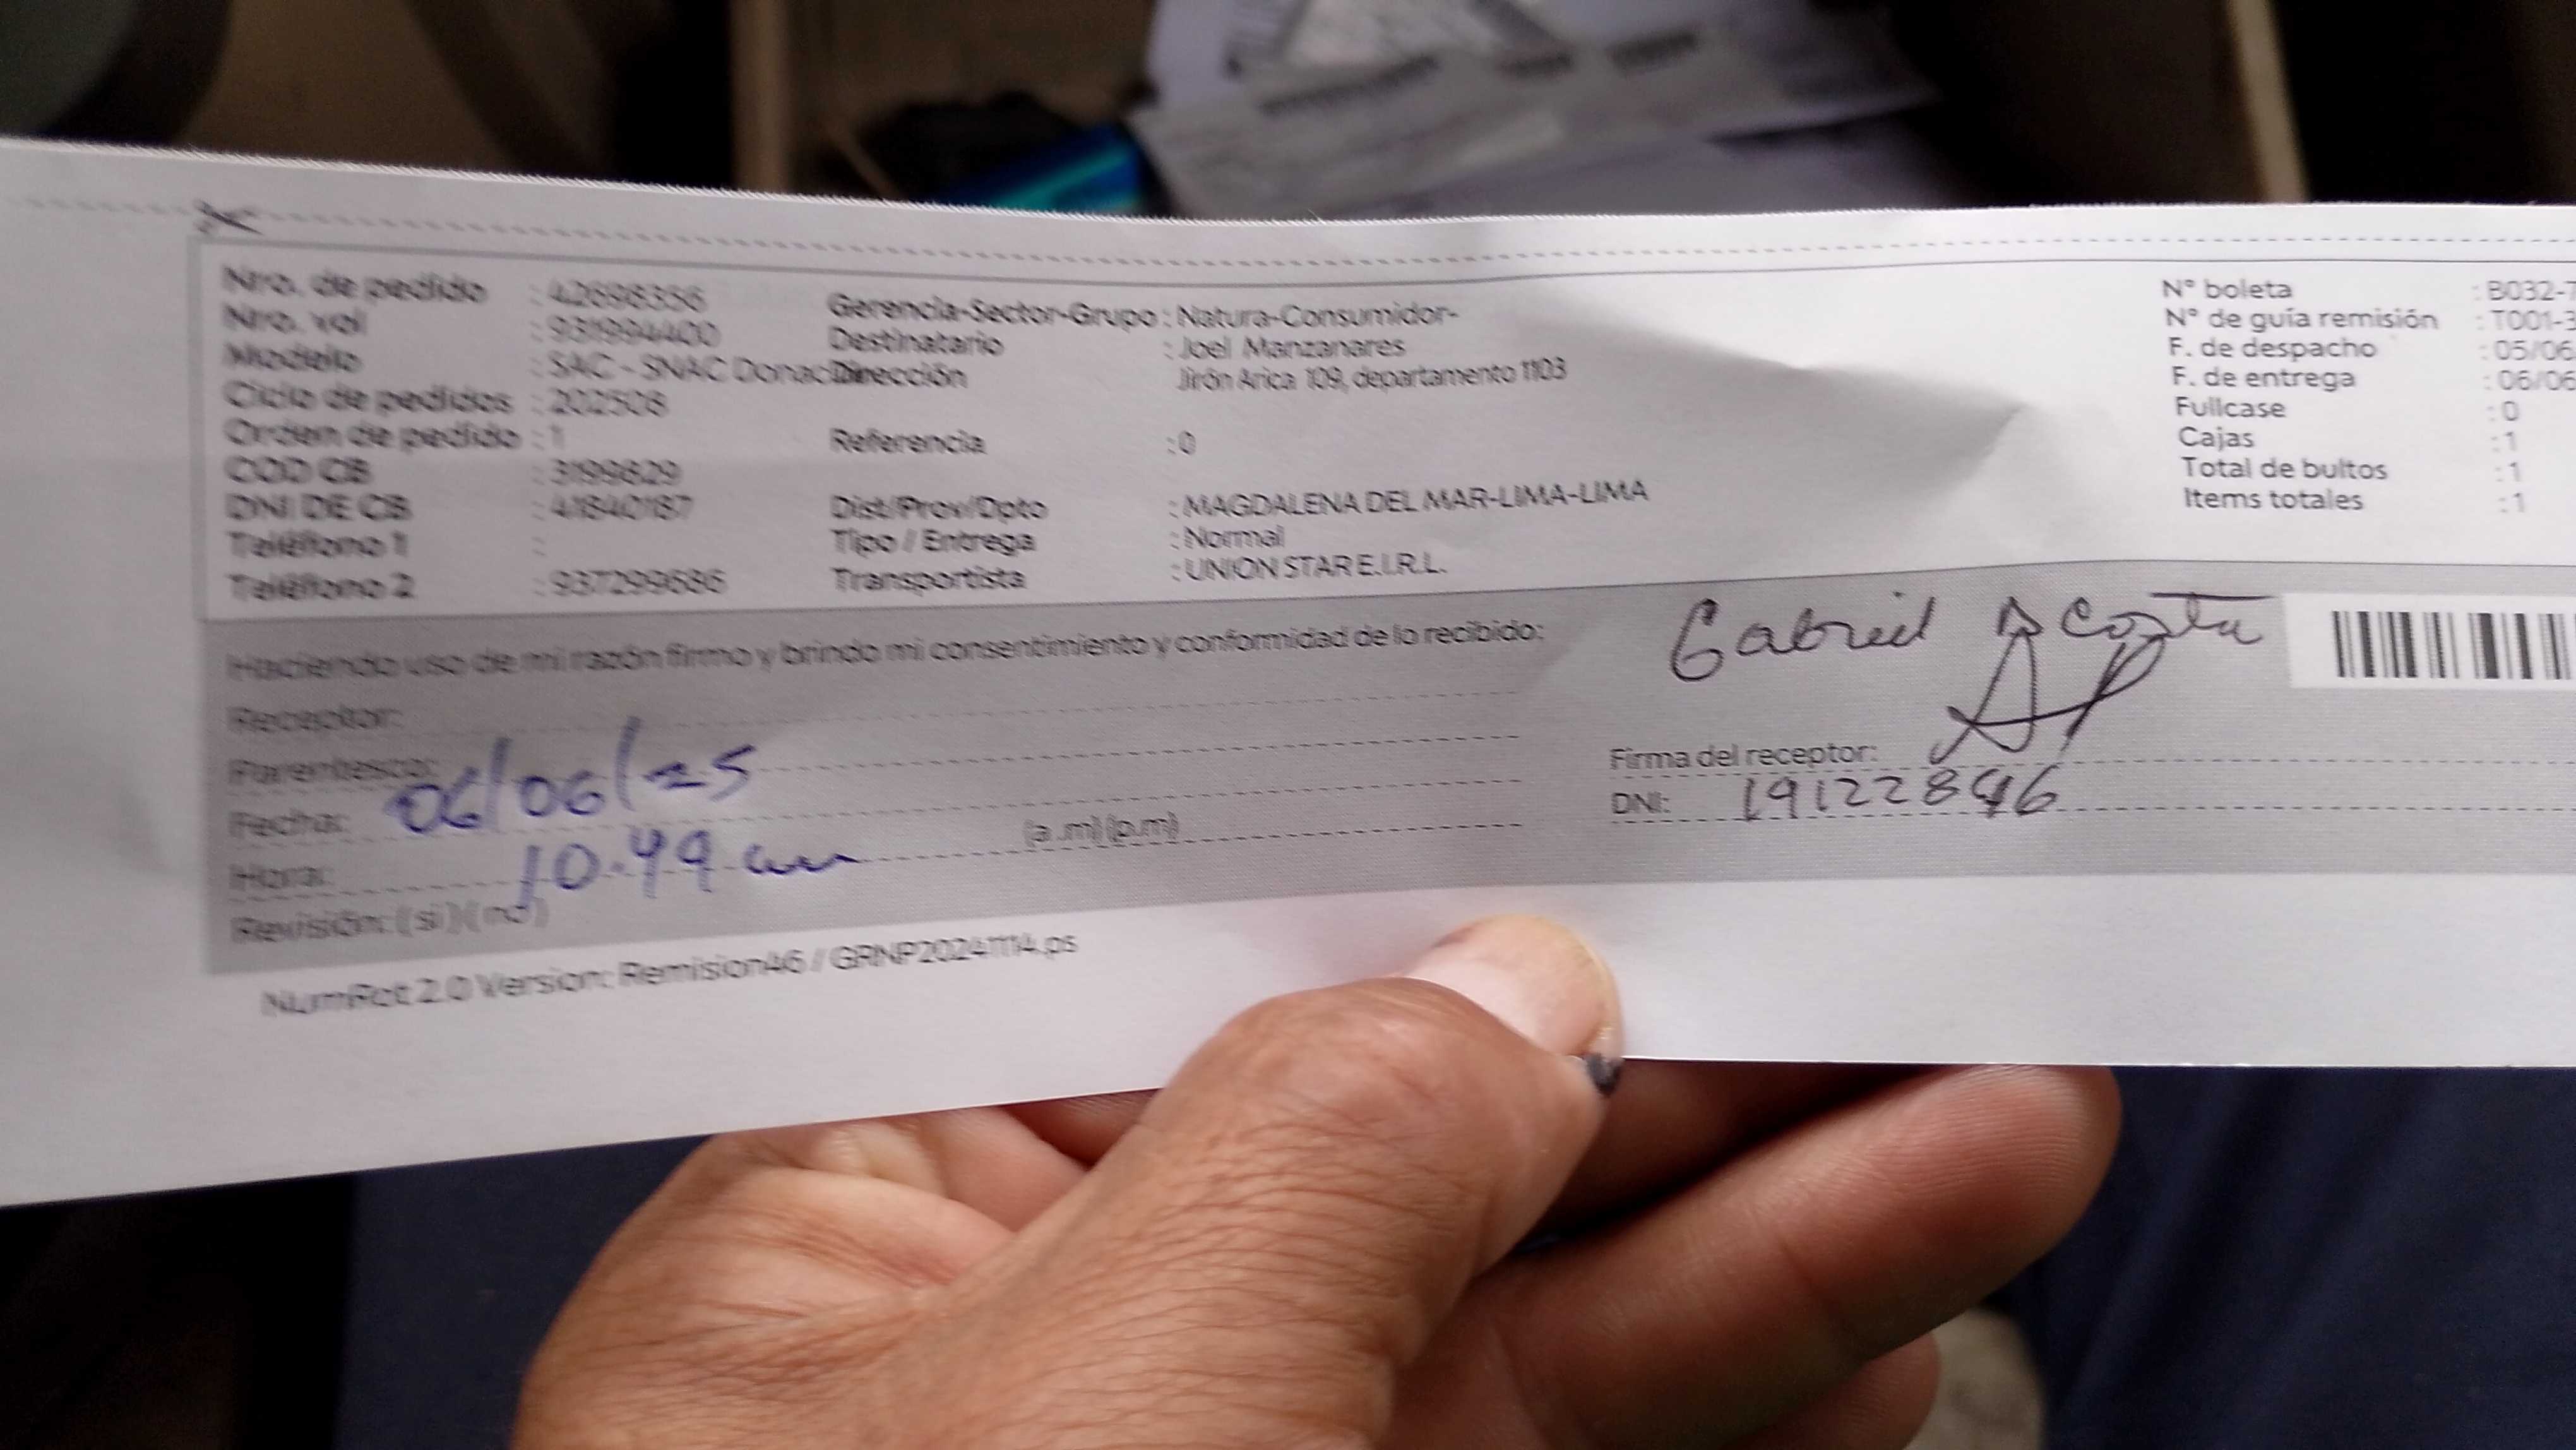 Nro. de pedido : 42698356
Nro. vol : 931994400
Modelo : SAC - SNAC Donación
Ciclo de pedidos : 202508
Orden de pedido : 1
COD CB : 3199829
DNI DE CB : 41840187
Teléfono 1 :
Teléfono 2 : 937299686
Gerencia-Sector-Grupo : Natura-Consumidor-
Destinatario : Joel Manzanares
Dirección Jirón Arica 109, departamento 1103
Referencia : 0
Dist/Prov/Dpto : MAGDALENA DEL MAR-LIMA-LIMA
Tipo / Entrega : Normal
Transportista : UNION STAR E.I.R.L.
N° boleta : B032-7
N° de guía remisión : T001-3
F. de despacho : 05/06
F. de entrega : 06/06
Fullcase : 0
Cajas : 1
Total de bultos : 1
Items totales : 1
Haciendo uso de mi razón firmo y brindo mi consentimiento y conformidad de lo recibido:
Receptor:
Parentesco:
Fecha: 06/06/25
Hora: 10.49 am (a.m) (p.m)
Revisión: (si) (no)
Gabriel Acosta
Firma del receptor:
DNI: 19122846
NumRot 2.0 Version: Remision46 / GRNP20241114.ps